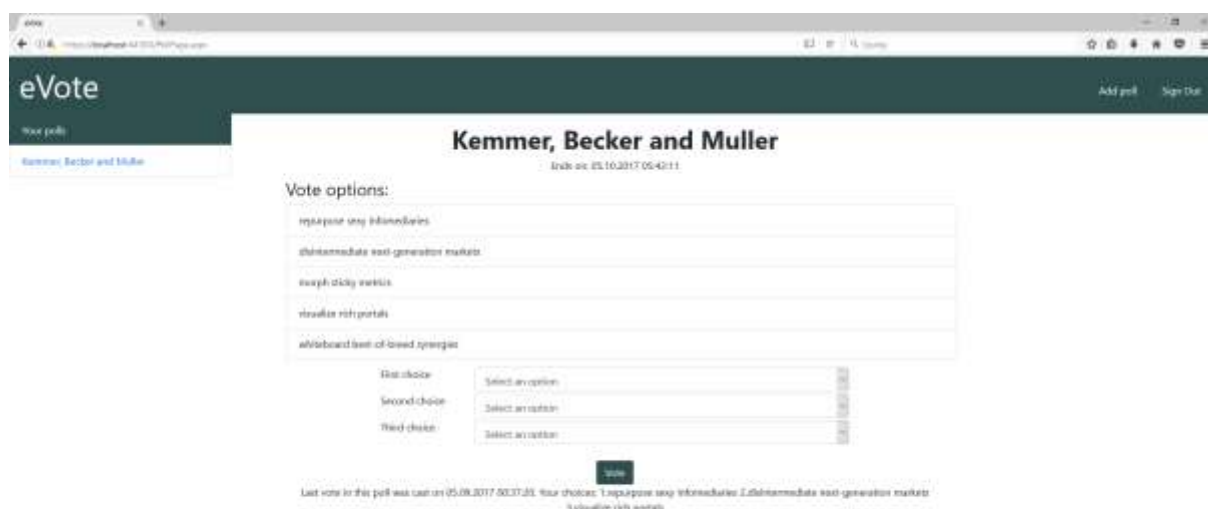 eVote
eVote
Add poll Sign Out
Your polls
Kemmer, Becker and Muller
Kemmer, Becker and Muller
Ends on: 05.10.2017 05:42:11
Vote options:
repurpose sexy infomediaries
disintermediate next-generation markets
morph sticky metrics
visualize rich portals
whiteboard best-of-breed synergies
First choice Select an option
Second choice Select an option
Third choice Select an option
Vote
Last vote in this poll was cast on 05.09.2017 Your choices: 1.repurpose sexy infomediaries 2.disintermediate next-generation markets
3.visualize rich portals